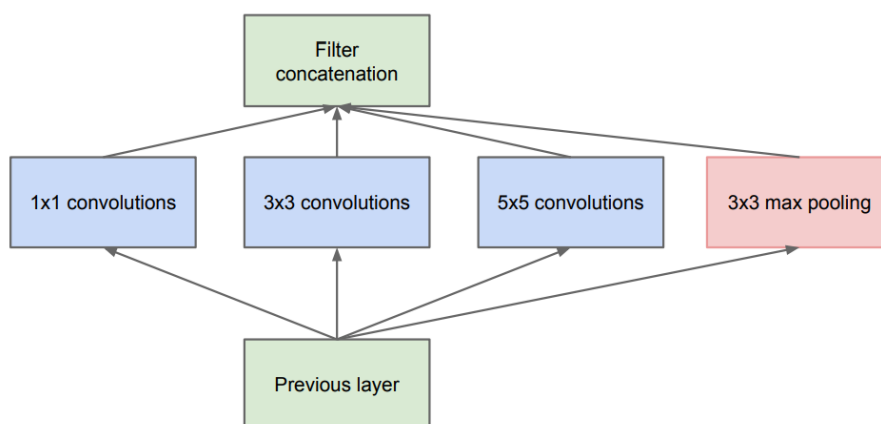 Filter
concatenation
1x1 convolutions
3x3 convolutions
5x5 convolutions
3x3 max pooling
Previous layer